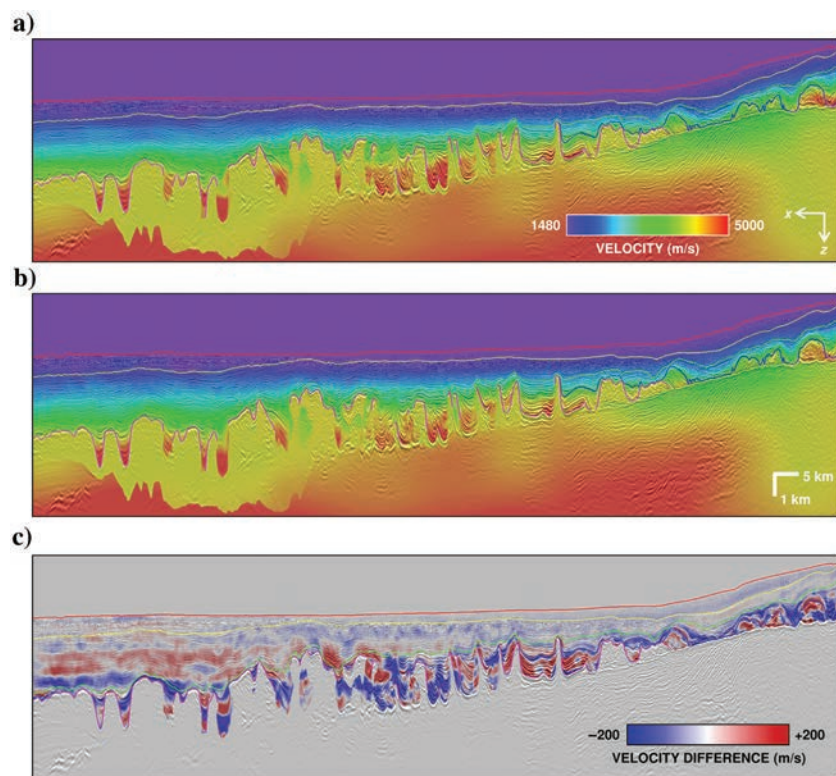 a)
1480
5000
VELOCITY (m/s)
x
z
b)
5 km
1 km
c)
−200
+200
VELOCITY DIFFERENCE (m/s)